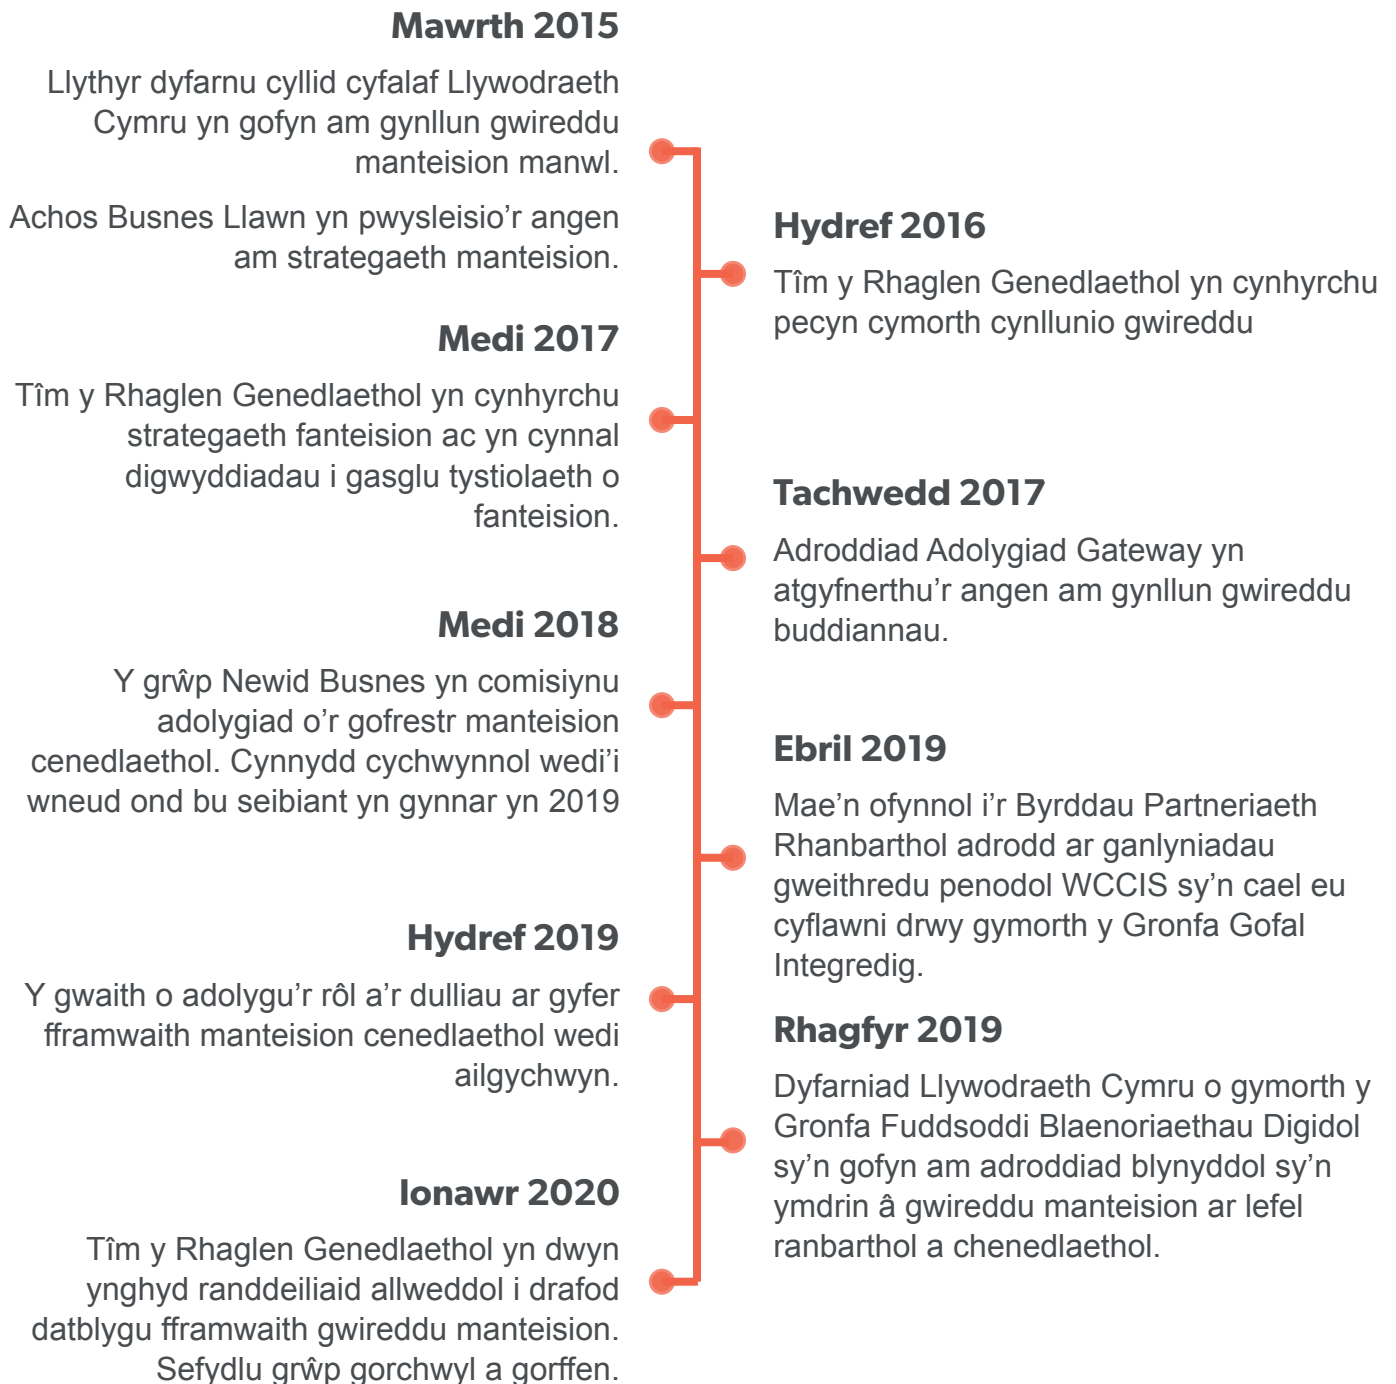 Mawrth 2015
Llythyr dyfarnu cyllid cyfalaf Llywodraeth
Cymru yn gofyn am gynllun gwireddu
manteision manwl.
Achos Busnes Llawn yn pwysleisio’r angen
am strategaeth manteision.
Hydref 2016
Tîm y Rhaglen Genedlaethol yn cynhyrchu
pecyn cymorth cynllunio gwireddu
Medi 2017
Tîm y Rhaglen Genedlaethol yn cynhyrchu
strategaeth fanteision ac yn cynnal
digwyddiadau i gasglu tystiolaeth o
fanteision.
Tachwedd 2017
Adroddiad Adolygiad Gateway yn
atgyfnerthu’r angen am gynllun gwireddu
buddiannau.
Medi 2018
Y grŵp Newid Busnes yn comisiynu
adolygiad o’r gofrestr manteision
cenedlaethol. Cynnydd cychwynnol wedi’i
wneud ond bu seibiant yn gynnar yn 2019
Ebril 2019
Mae’n ofynnol i’r Byrddau Partneriaeth
Rhanbarthol adrodd ar ganlyniadau
gweithredu penodol WCCIS sy’n cael eu
cyflawni drwy gymorth y Gronfa Gofal
Integredig.
Hydref 2019
Y gwaith o adolygu’r rôl a’r dulliau ar gyfer
fframwaith manteision cenedlaethol wedi
ailgychwyn.
Rhagfyr 2019
Dyfarniad Llywodraeth Cymru o gymorth y
Gronfa Fuddsoddi Blaenoriaethau Digidol
sy’n gofyn am adroddiad blynyddol sy’n
ymdrin â gwireddu manteision ar lefel
ranbarthol a chenedlaethol.
Ionawr 2020
Tîm y Rhaglen Genedlaethol yn dwyn
ynghyd randdeiliaid allweddol i drafod
datblygu fframwaith gwireddu manteision.
Sefydlu grŵp gorchwyl a gorffen.